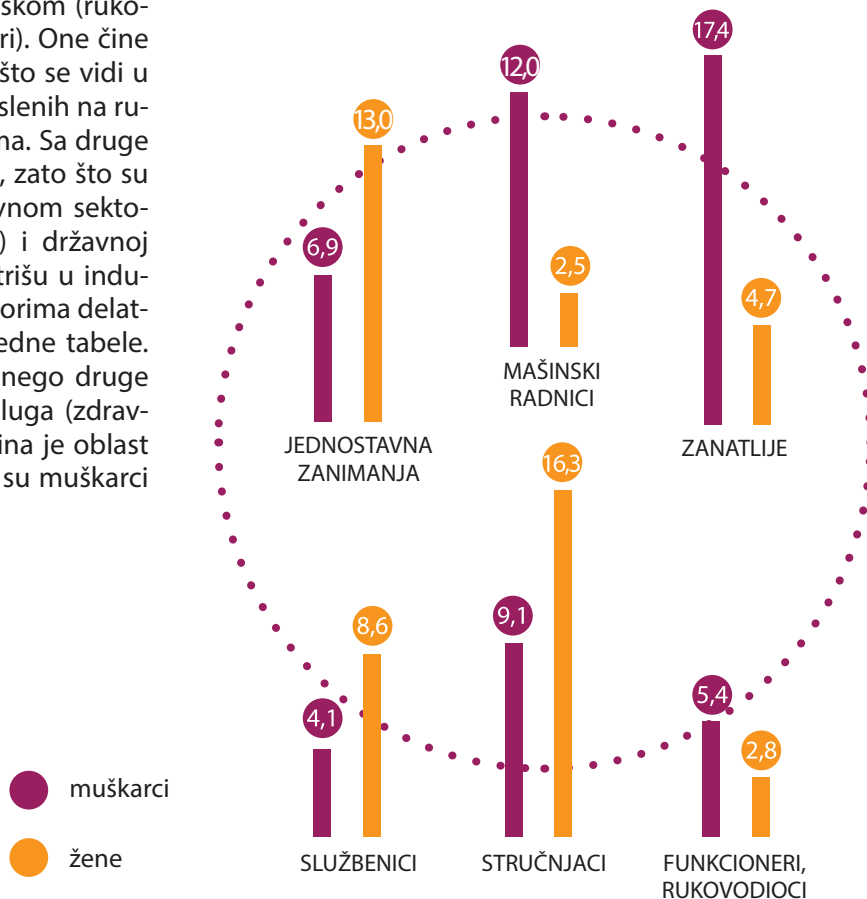 škom (ruko-
ri). One čine
što se vidi u
slenih na ru-
ma. Sa druge
, zato što su
vnom sekto-
) i državnoj
trišu u indu-
orima delat-
edne tabele.
nego druge
luga (zdrav-
ina je oblast
su muškarci
17,4
12,0
13,0
6,9
2,5
4,7
MAŠINSKI
RADNICI
JEDNOSTAVNA
ZANIMANJA
ZANATLIJE
16,3
9,1
8,6
5,4
4,1
2,8
muškarci
žene
SLUŽBENICI
STRUČNJACI
FUNKCIONERI,
RUKOVODIOCI